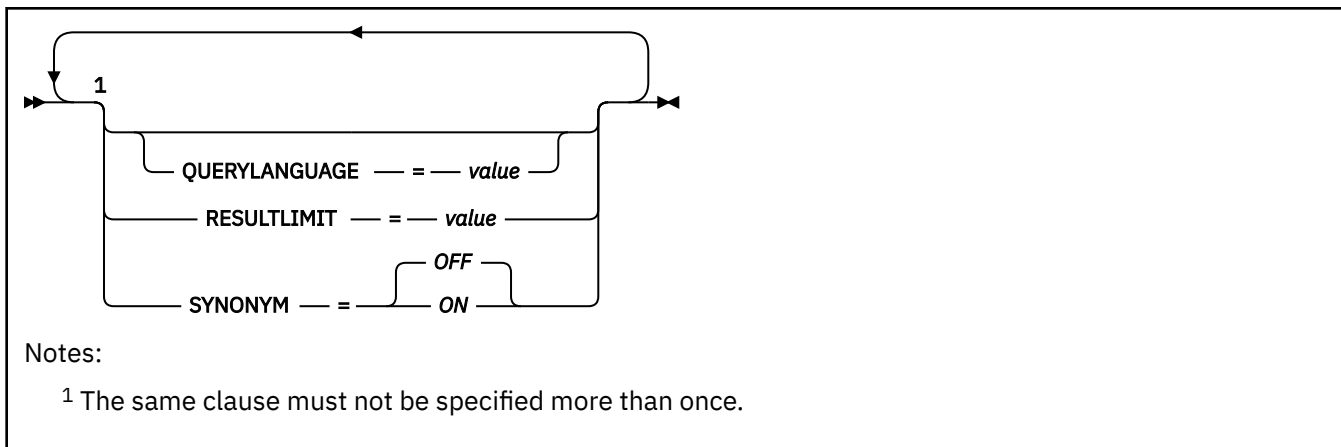 1
QUERYLANGUAGE = value
RESULTLIMIT = value
OFF
SYNONYM = ON
Notes:
1 The same clause must not be specified more than once.